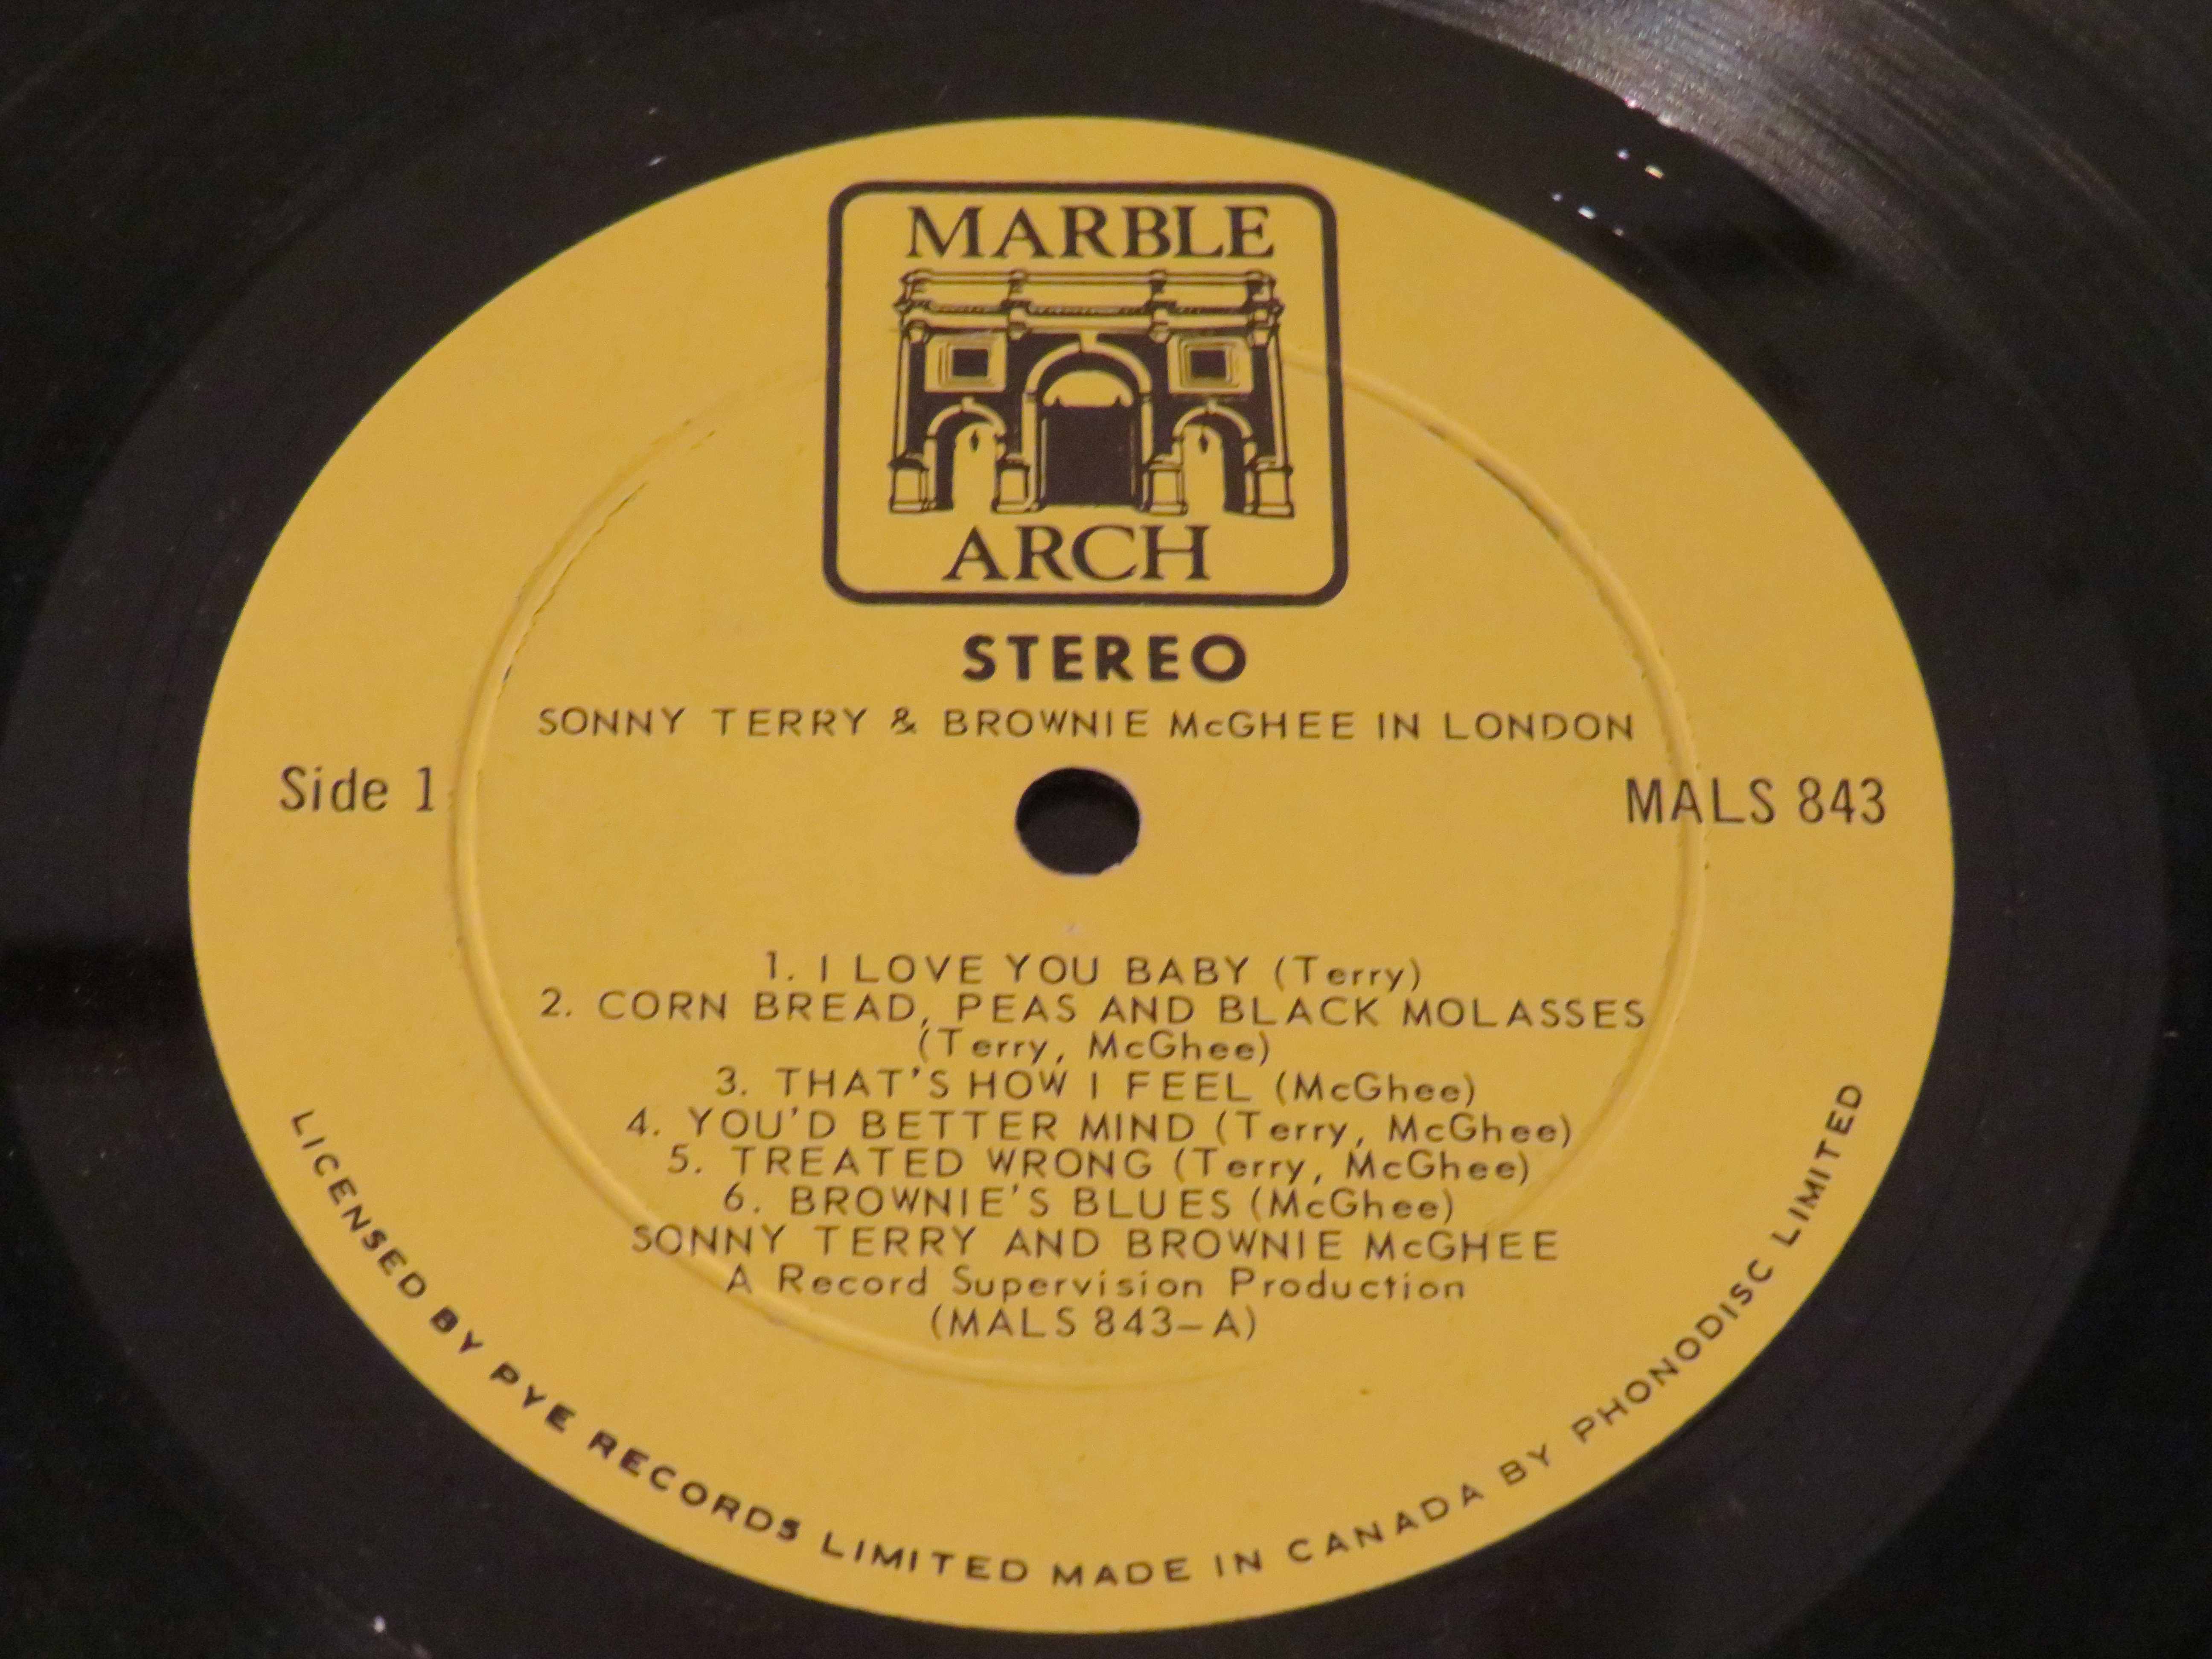 MARBLE
ARCH
STEREO
SONNY TERRY & BROWNIE McGHEE IN LONDON
Side 1
MALS 843
1. I LOVE YOU BABY (Terry)
2. CORN BREAD, PEAS AND BLACK MOLASSES
(Terry, McGhee)
3. THAT'S HOW I FEEL (McGhee)
4. YOU'D BETTER MIND (Terry, McGhee)
5. TREATED WRONG (Terry, McGhee)
6. BROWNIE'S BLUES (McGhee)
SONNY TERRY AND BROWNIE McGHEE
A Record Supervision Production
(MALS 843-A)
LICENSED BY PYE RECORDS LIMITED MADE IN CANADA BY PHONODISC LIMITED